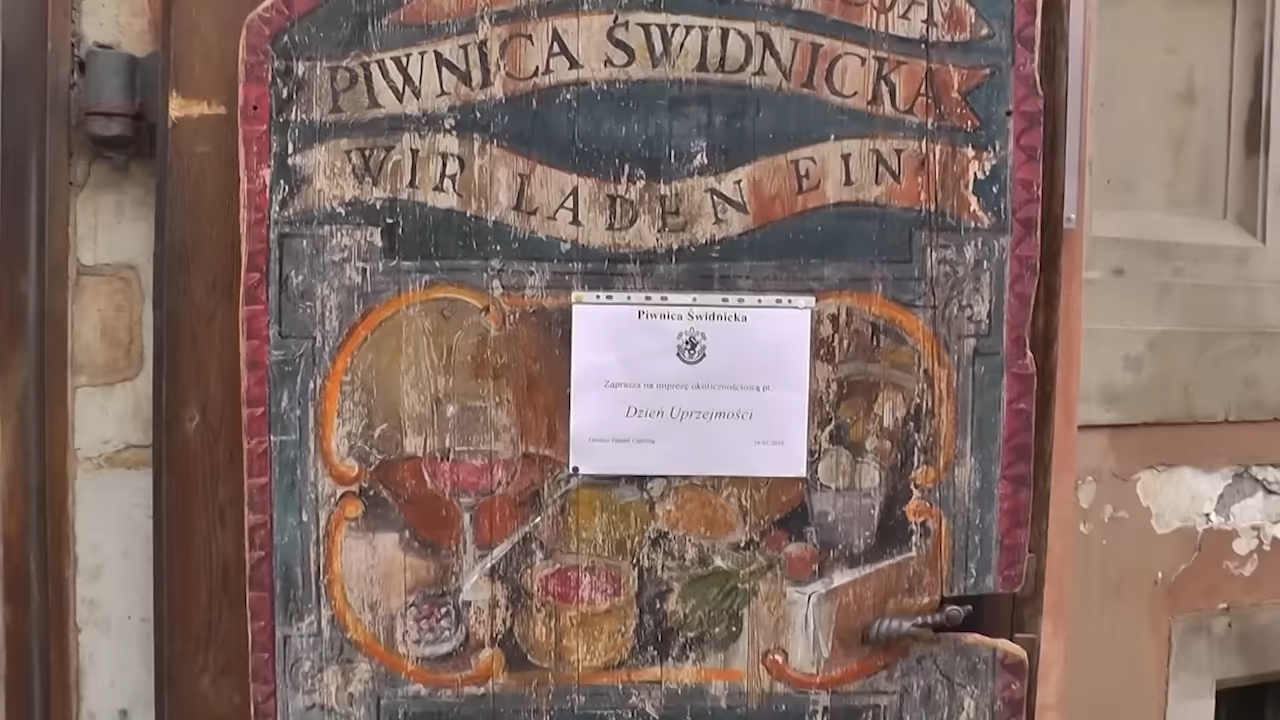 PIWNICA ŚWIDNICKA
WIR LADEN EIN
Piwnica Świdnicka
Zaprasza na imprezę okolicznościową pt.
Dzień Uprzejmości